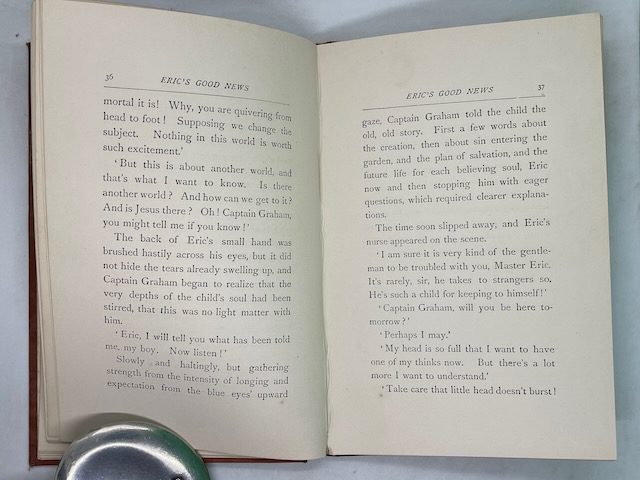 36
ERIC'S GOOD NEWS
mortal it is! Why, you are quivering from
head to foot! Supposing we change the
subject. Nothing in this world is worth
such excitement.'
'But this is about another world, and
that's what I want to know. Is there
another world? And how can we get to it?
And is Jesus there? Oh! Captain Graham,
you might tell me if you know!'
The back of Eric's small hand was
brushed hastily across his eyes, but it did
not hide the tears already swelling up, and
Captain Graham began to realize that the
very depths of the child's soul had been
stirred, that this was no light matter with
him.
'Eric, I will tell you what has been told
me, my boy. Now listen!'
Slowly and haltingly, but gathering
strength from the intensity of longing and
expectation from the blue eyes' upward
ERIC'S GOOD NEWS
37
gaze, Captain Graham told the child the
old, old story. First a few words about
the creation, then about sin entering the
garden, and the plan of salvation, and the
future life for each believing soul, Eric
now and then stopping him with eager
questions, which required clearer explana-
tions.
The time soon slipped away, and Eric's
nurse appeared on the scene.
'I am sure it is very kind of the gentle-
man to be troubled with you, Master Eric.
It's rarely, sir, he takes to strangers so.
He's such a child for keeping to himself!'
'Captain Graham, will you be here to-
morrow?'
'Perhaps I may.'
'My head is so full that I want to have
one of my thinks now. But there's a lot
more I want to understand.'
'Take care that little head doesn't burst!